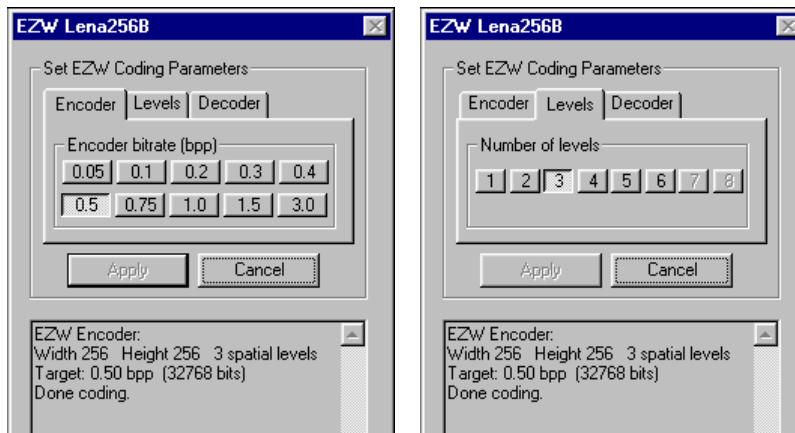 EZW Lena256B
Set EZW Coding Parameters
Encoder Levels Decoder
Encoder bitrate (bpp)
0.05 0.1 0.2 0.3 0.4
0.5 0.75 1.0 1.5 3.0
Apply Cancel
EZW Encoder:
Width 256 Height 256 3 spatial levels
Target: 0.50 bpp (32768 bits)
Done coding.
EZW Lena256B
Set EZW Coding Parameters
Encoder Levels Decoder
Number of levels
1 2 3 4 5 6 7 8
Apply Cancel
EZW Encoder:
Width 256 Height 256 3 spatial levels
Target: 0.50 bpp (32768 bits)
Done coding.